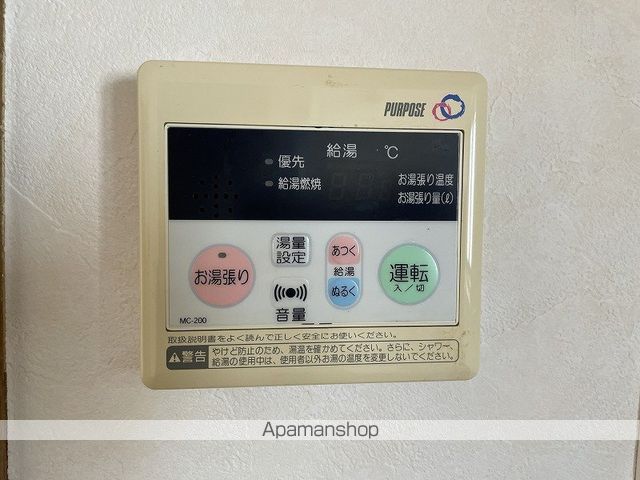 PURPOSE
給湯 ℃
優先
給湯燃焼
お湯張り温度
お湯張り量(ℓ)
お湯張り
湯量
設定
音量
あつく
給湯
ぬるく
運転
入/切
MC-200
取扱説明書をよく読んで正しく安全にお使いください。
警告
やけど防止のため、湯温を確かめてください。さらに、シャワー、
給湯の使用中は、使用者以外お湯の温度を変更しないでください。
Apamanshop